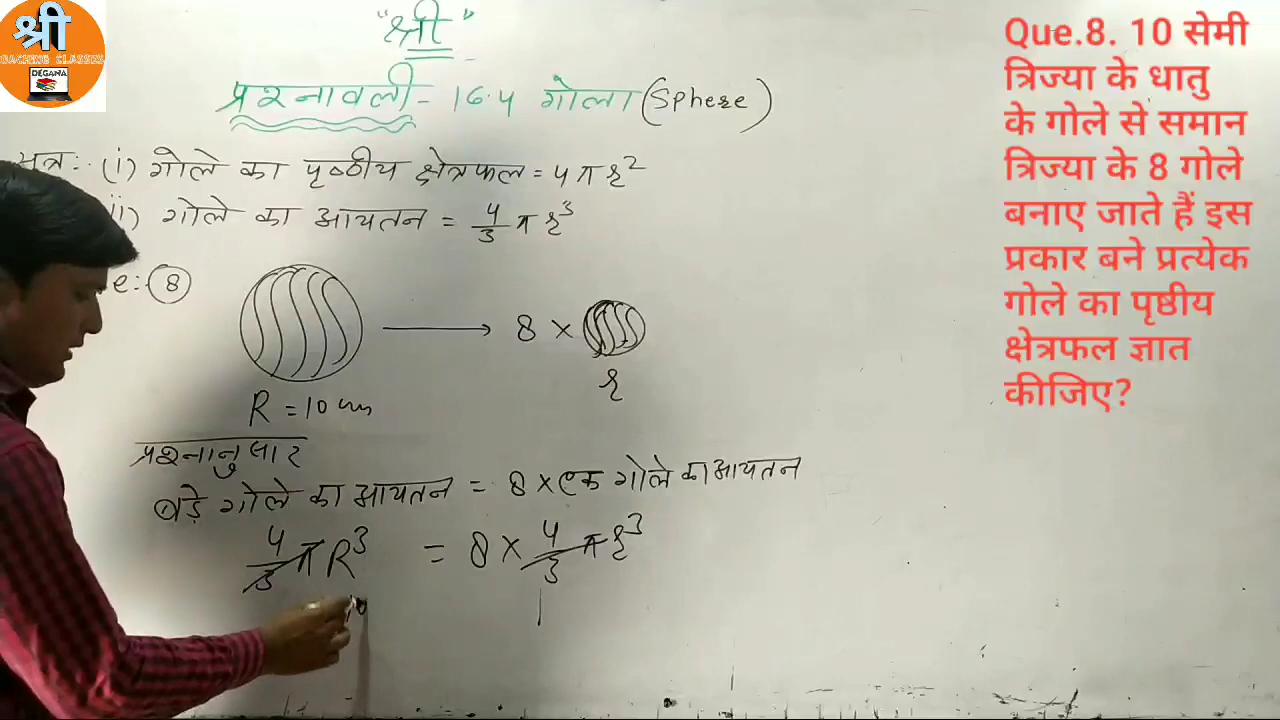 श्री
COACHING CLASSES
DEGANA
"श्री"
प्रश्नावली - 16.4 गोला (Sphere)
सूत्र :- (i) गोले का पृष्ठीय क्षेत्रफल = 4πr²
ii) गोले का आयतन = 4/3 πr³
e: 8
8 ×
r
R = 10 cm
प्रश्नानुसार
बड़े गोले का आयतन = 8 × एक गोले का आयतन
4/3 πR³ = 8 × 4/3 πr³
Que.8. 10 सेमी
त्रिज्या के धातु
के गोले से समान
त्रिज्या के 8 गोले
बनाए जाते हैं इस
प्रकार बने प्रत्येक
गोले का पृष्ठीय
क्षेत्रफल ज्ञात
कीजिए?